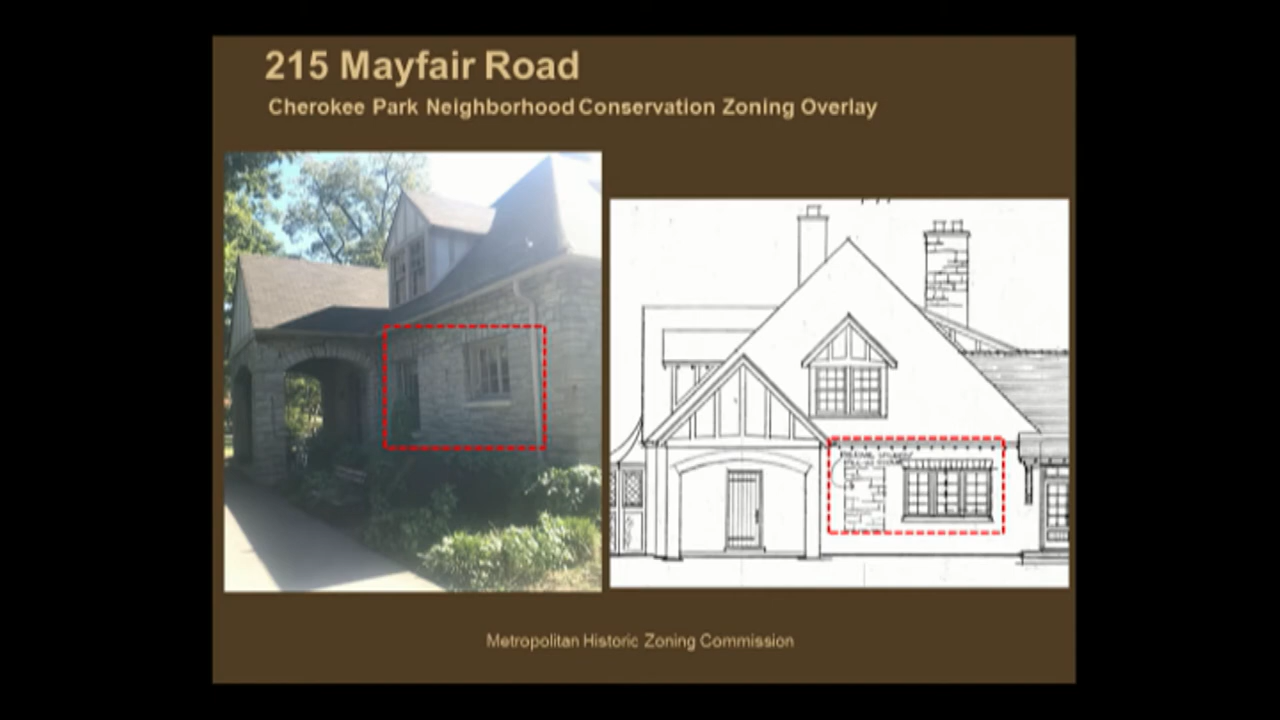 215 Mayfair Road
Cherokee Park Neighborhood Conservation Zoning Overlay
Metropolitan Historic Zoning Commission